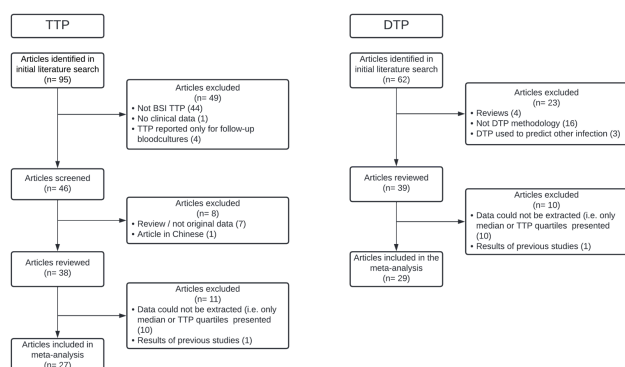 TTP
Articles identified in
initial literature search
(n= 95)
Articles excluded
(n= 49)
• Not BSI TTP (44)
• No clinical data (1)
• TTP reported only for follow-up
bloodcultures (4)
Articles screened
(n= 46)
Articles excluded
(n= 8)
• Review / not original data (7)
• Article in Chinese (1)
Articles reviewed
(n= 38)
Articles excluded
(n= 11)
• Data could not be extracted (i.e. only
median or TTP quartiles presented
(10)
• Results of previous studies (1)
Articles included in
meta-analysis
(n= 27)
DTP
Articles identified in
initial literature search
(n= 62)
Articles excluded
(n= 23)
• Reviews (4)
• Not DTP methodology (16)
• DTP used to predict other infection (3)
Articles reviewed
(n= 39)
Articles excluded
(n= 10)
• Data could not be extracted (i.e. only
median or TTP quartiles presented
(10)
• Results of previous studies (1)
Articles included in the
meta-analysis
(n= 29)